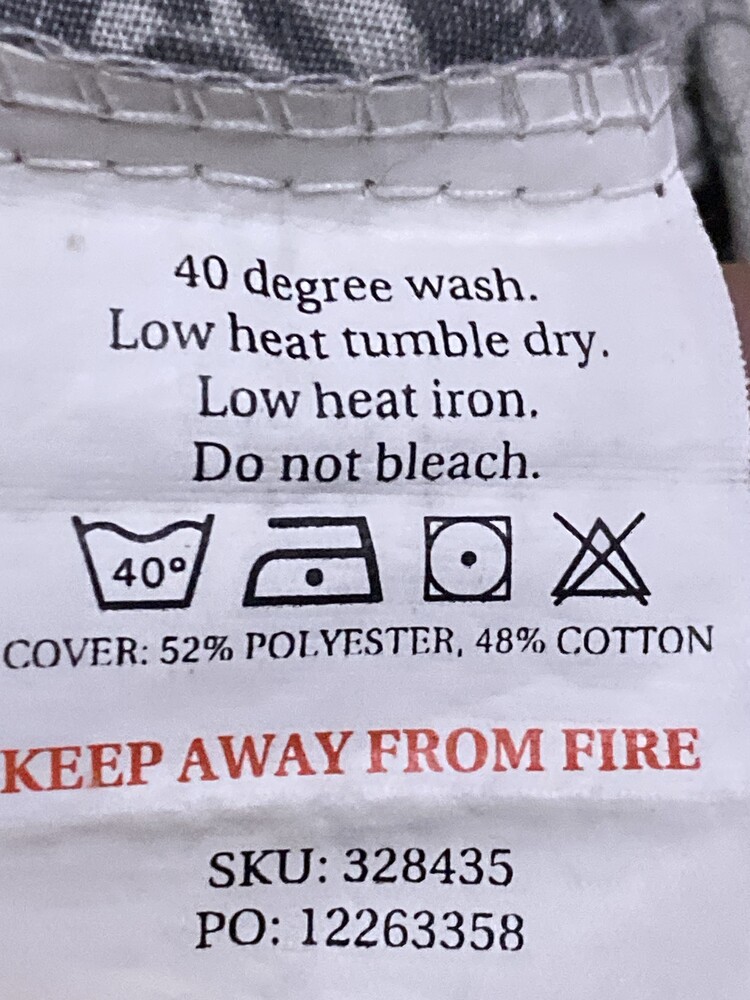 40 degree wash.
Low heat tumble dry.
Low heat iron.
Do not bleach.
40°
COVER: 52% POLYESTER, 48% COTTON
KEEP AWAY FROM FIRE
SKU: 328435
PO: 12263358